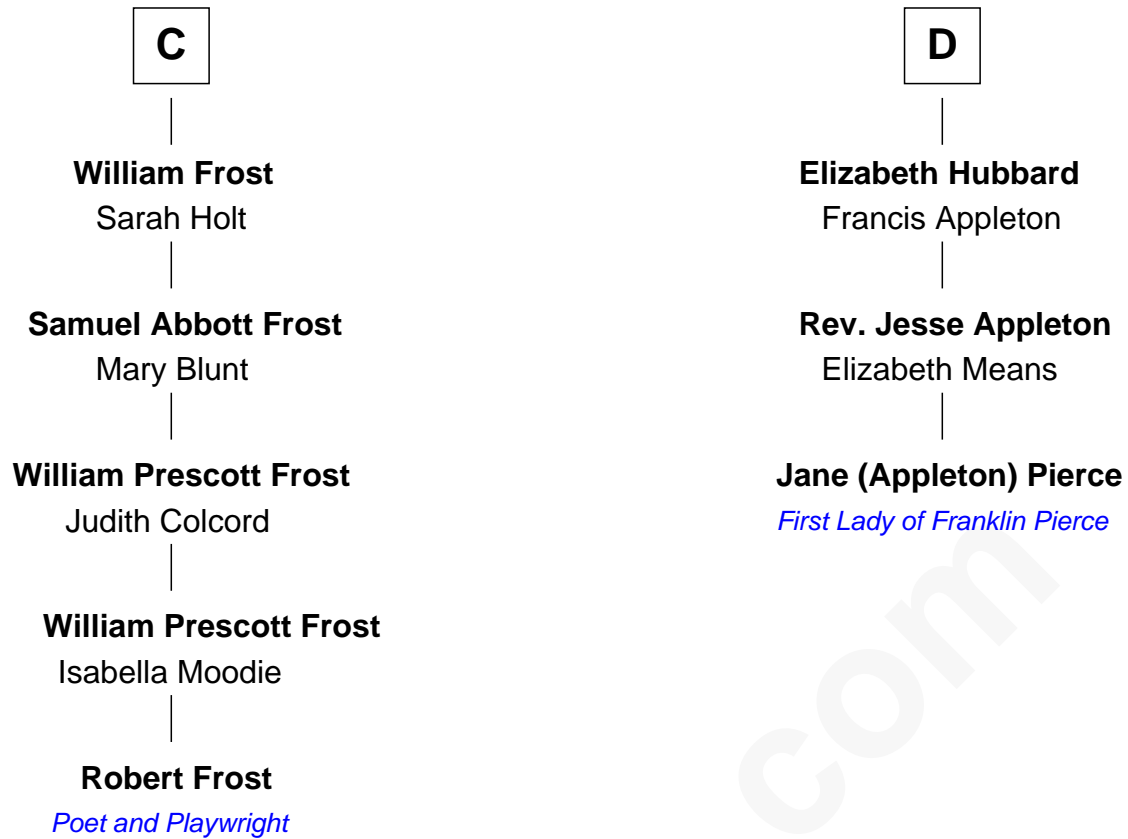 C
William Frost
Sarah Holt
Samuel Abbott Frost
Mary Blunt
William Prescott Frost
Judith Colcord
William Prescott Frost
Isabella Moodie
Robert Frost
Poet and Playwright
D
Elizabeth Hubbard
Francis Appleton
Rev. Jesse Appleton
Elizabeth Means
Jane (Appleton) Pierce
First Lady of Franklin Pierce
com